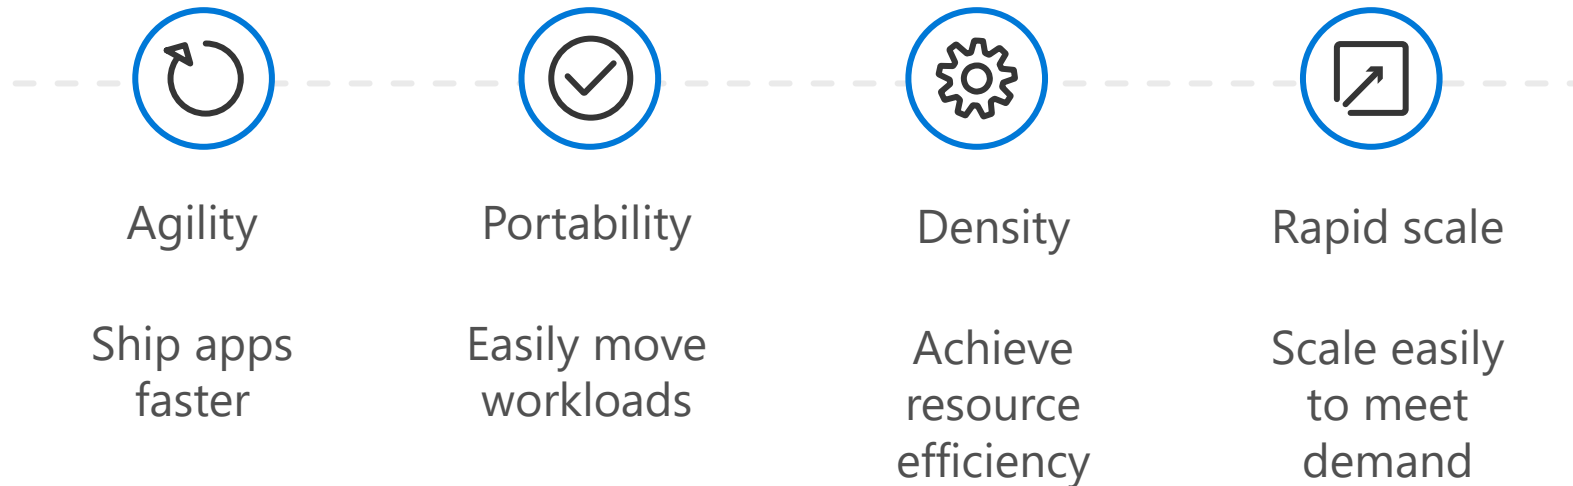 Agility
Ship apps
faster
Portability
Easily move
workloads
Density
Achieve
resource
efficiency
Rapid scale
Scale easily
to meet
demand